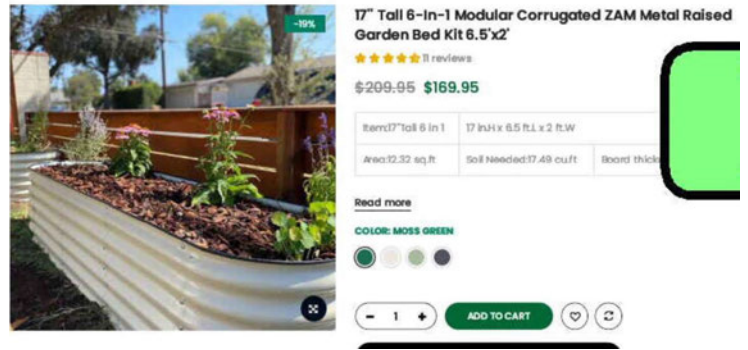 -19%
17" Tall 6-In-1 Modular Corrugated ZAM Metal Raised
Garden Bed Kit 6.5'x2'
11 reviews
$209.95 $169.95
Item:17"Tall 6 in 1 17 in.H x 6.5 ft.L x 2 ft.W
Area:12.32 sq.ft Soil Needed:17.49 cu.ft Board
Read more
COLOR: MOSS GREEN
- 1 +
ADD TO CART